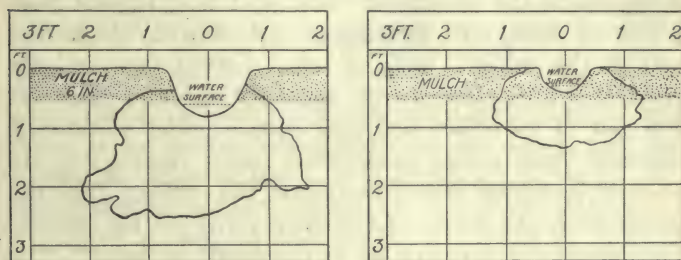 3FT. 2 1 0 1 2
FT
0
MULCH
6 IN.
WATER
SURFACE
1
2
3
3FT. 2 1 0 1 2
FT
0
MULCH
WATER
SURFACE
1
2
3